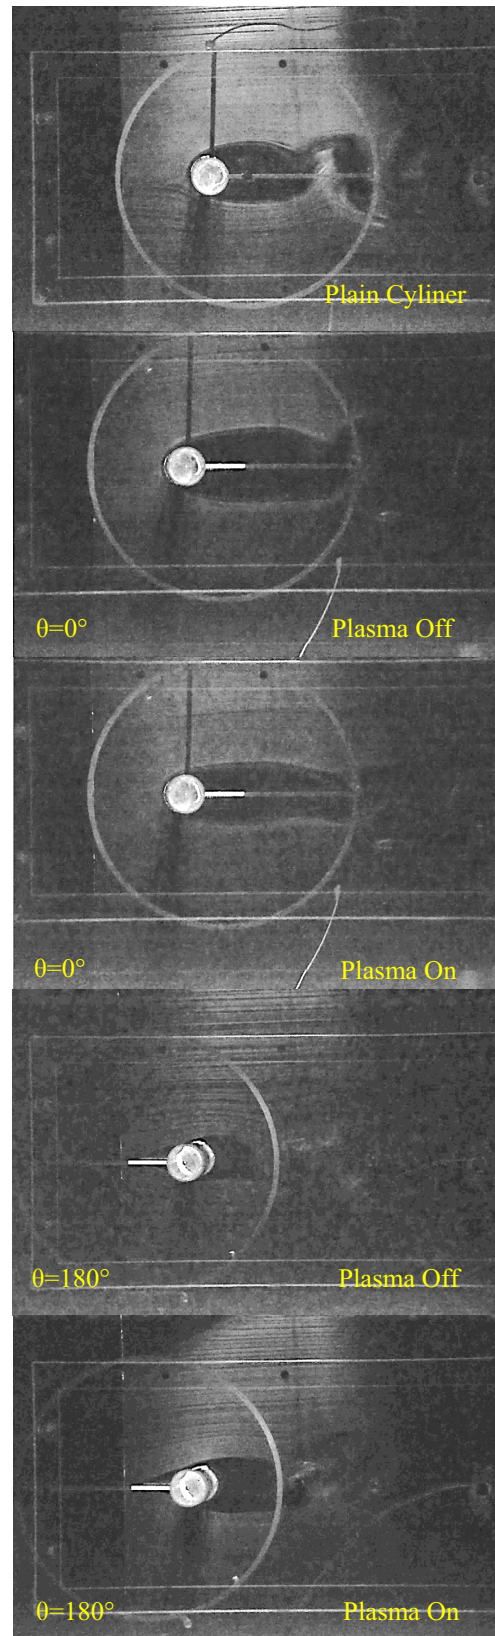 Plain Cyliner
θ=0° Plasma Off
θ=0° Plasma On
θ=180° Plasma Off
θ=180° Plasma On